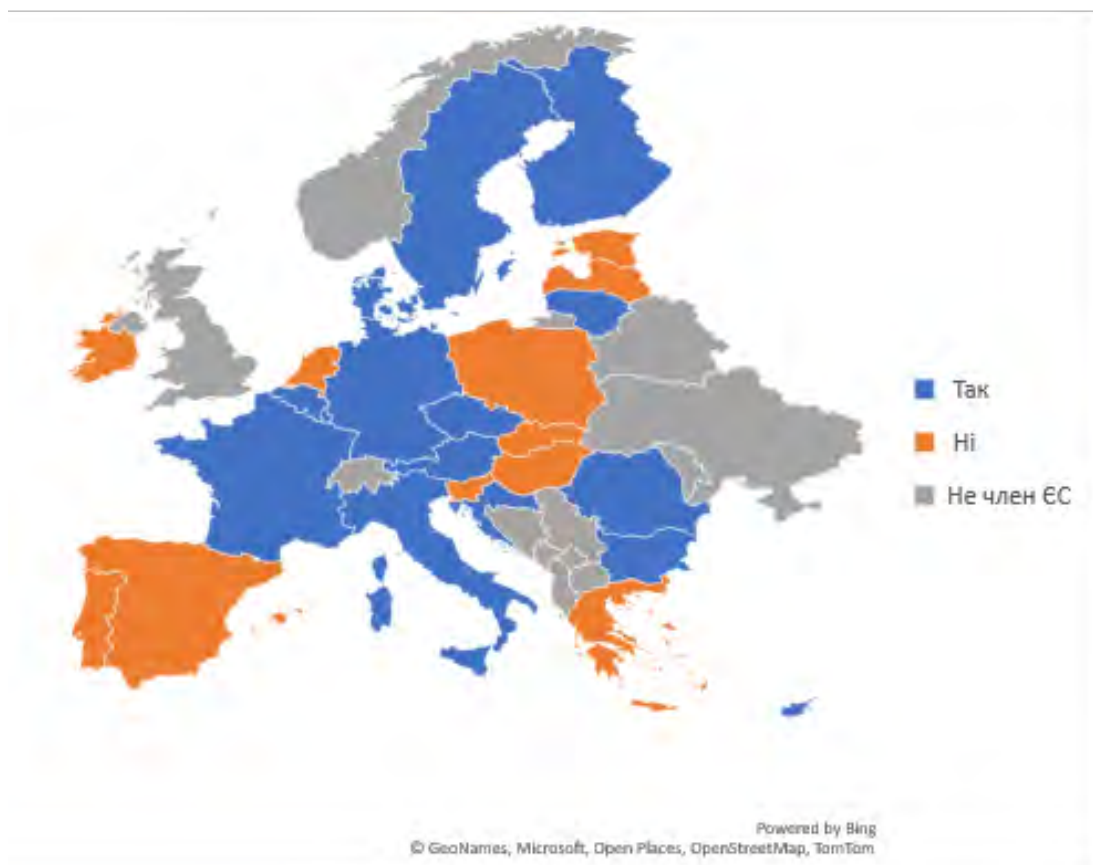 Так
Ні
Не член ЄС
Powered by Bing
© GeoNames, Microsoft, Open Places, OpenStreetMap, TomTom